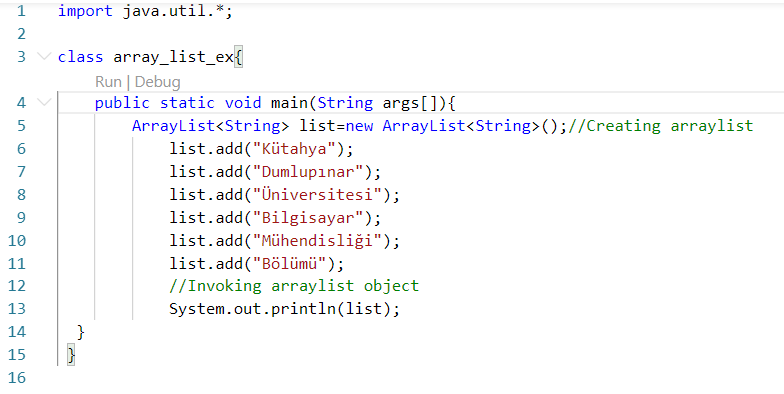 1 import java.util.*;
2
3 class array_list_ex{
Run | Debug
4 public static void main(String args[]){
5 ArrayList<String> list=new ArrayList<String>();//Creating arraylist
6 list.add("Kütahya");
7 list.add("Dumlupınar");
8 list.add("Üniversitesi");
9 list.add("Bilgisayar");
10 list.add("Mühendisliği");
11 list.add("Bölümü");
12 //Invoking arraylist object
13 System.out.println(list);
14 }
15 }
16